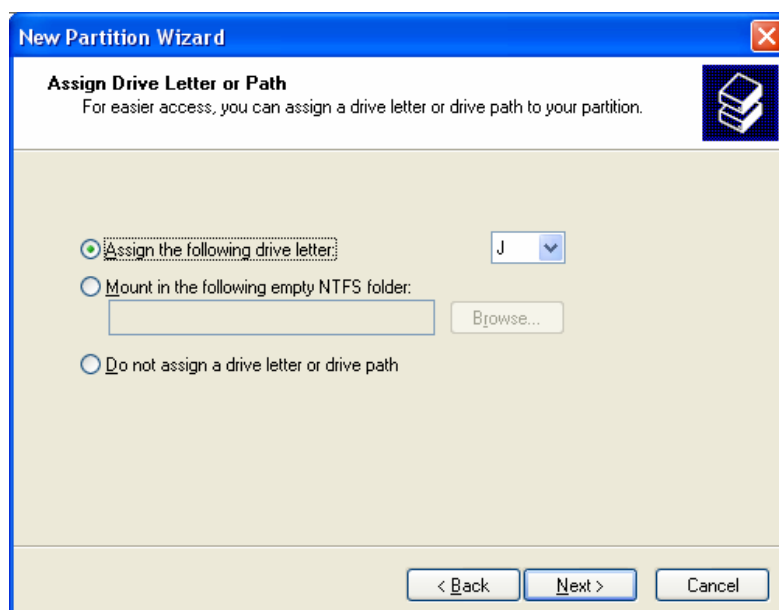 New Partition Wizard
Assign Drive Letter or Path
For easier access, you can assign a drive letter or drive path to your partition.
Assign the following drive letter: J
Mount in the following empty NTFS folder:
Browse...
Do not assign a drive letter or drive path
< Back Next > Cancel